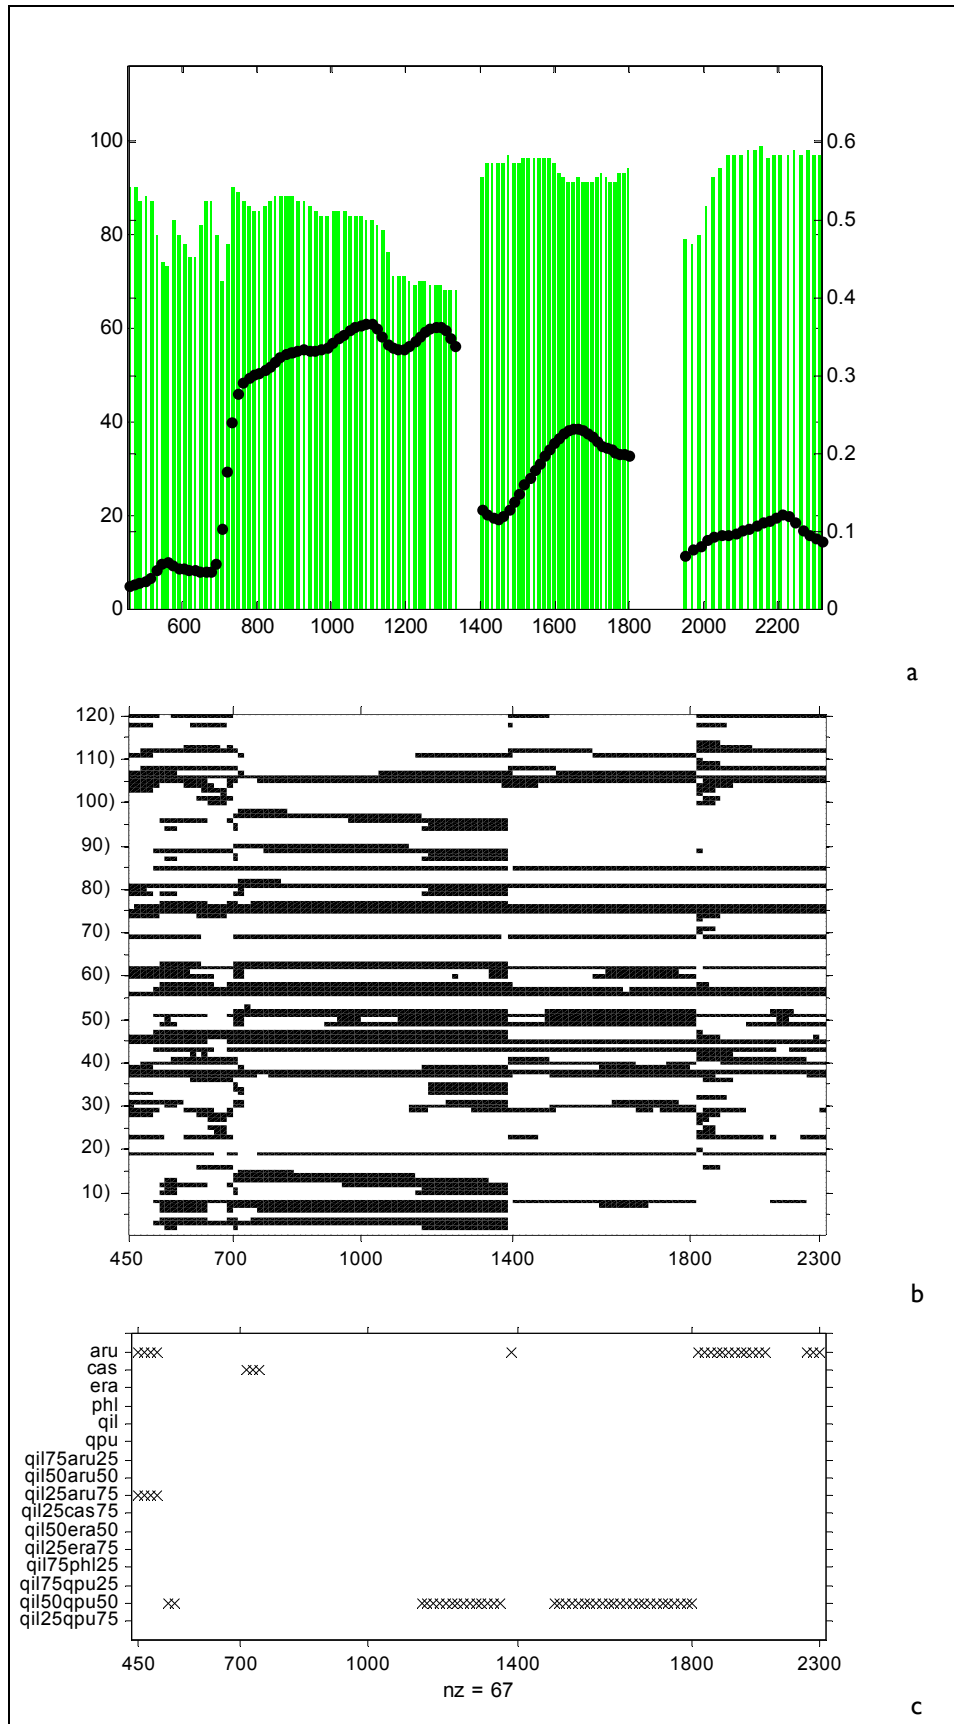 100 0.6
80 0.5
0.4
60
0.3
40
0.2
20
0.1
0 0
600 800 1000 1200 1400 1600 1800 2000 2200
a
120)
110)
100)
90)
80)
70)
60)
50)
40)
30)
20)
10)
450 700 1000 1400 1800 2300
b
aru
cas
era
phl
qil
qpu
qil75aru25
qil50aru50
qil25aru75
qil25cas75
qil50era50
qil25era75
qil75phl25
qil75qpu25
qil50qpu50
qil25qpu75
450 700 1000 1400 1800 2300
nz = 67
c